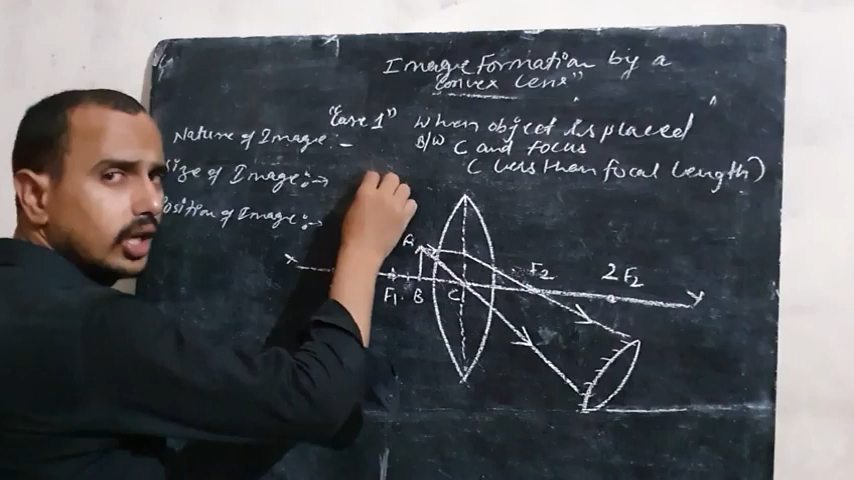 Image Formation by a
Convex Lens"
"Case 1" When object is placed
B/W C and focus
( Less than focal length)
Nature of Image :-
Size of Image :→
Position of Image :→
A
X
F1 B C F2 2F2 Y